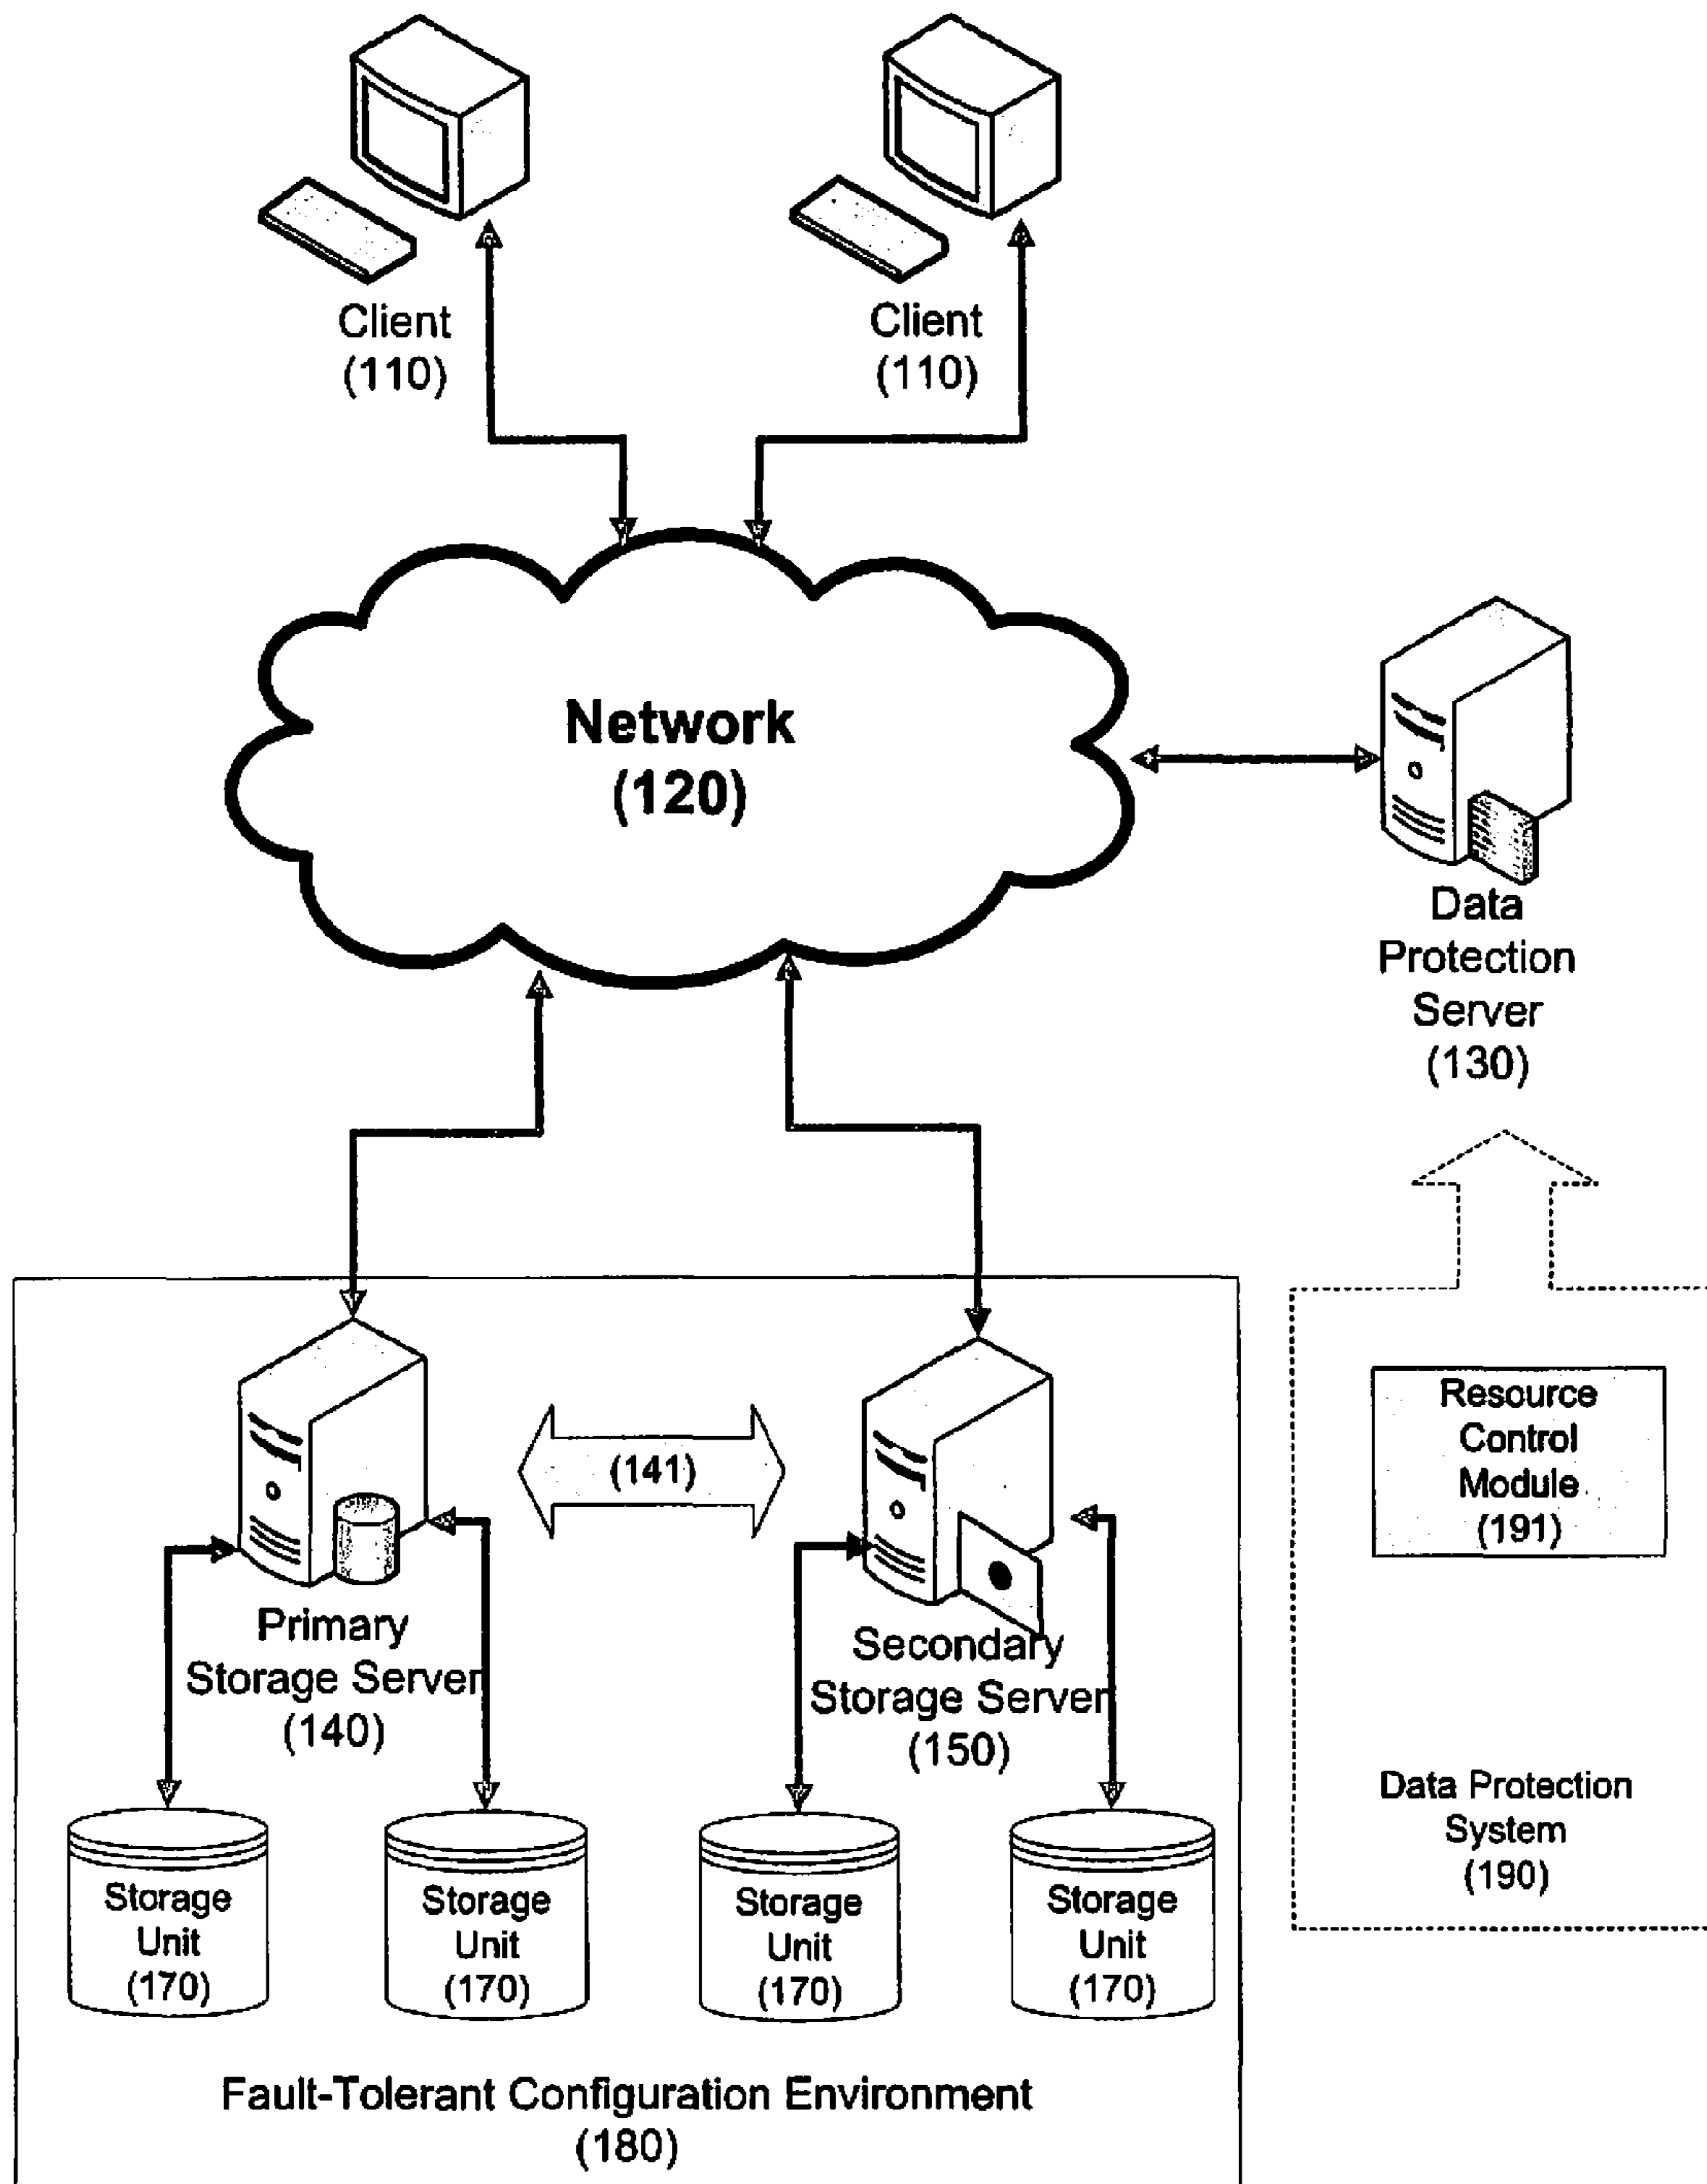 Client
(110)
Client
(110)
Network
(120)
Data
Protection
Server
(130)
(141)
Primary
Storage Server
(140)
Secondary
Storage Server
(150)
Resource
Control
Module
(191)
Data Protection
System
(190)
Storage
Unit
(170)
Storage
Unit
(170)
Storage
Unit
(170)
Storage
Unit
(170)
Fault-Tolerant Configuration Environment
(180)